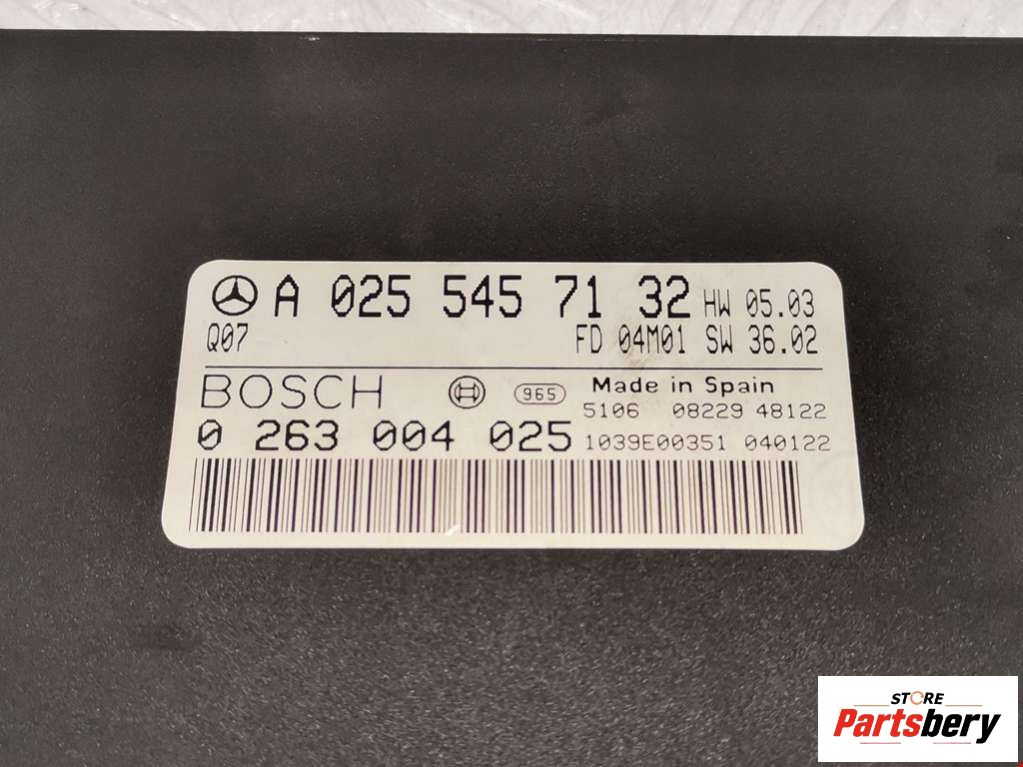 A 025 545 71 32 HW 05.03
Q07 FD 04M01 SW 36.02
BOSCH 965 Made in Spain
5106 08229 48122
0 263 004 025 1039E00351 040122
STORE
Partsbery